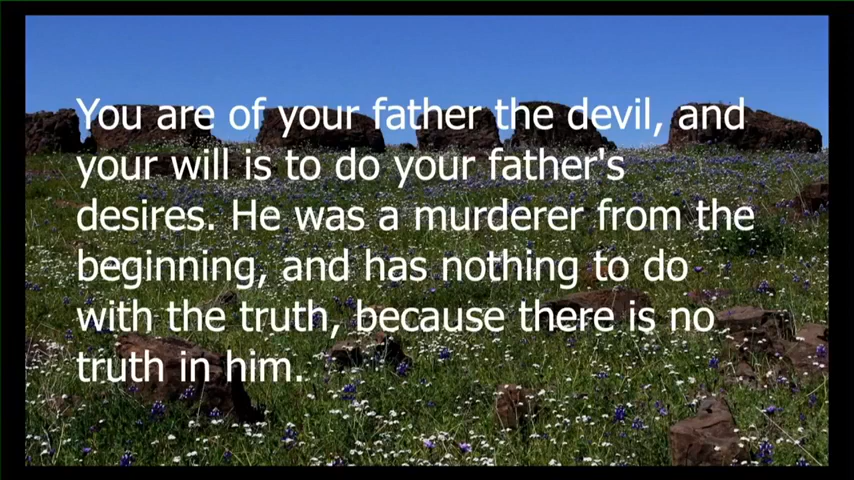 You are of your father the devil, and
your will is to do your father's
desires. He was a murderer from the
beginning, and has nothing to do
with the truth, because there is no
truth in him.